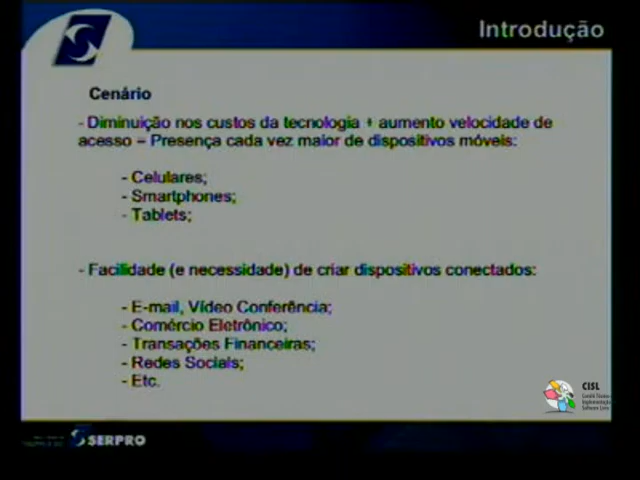 Introdução
Cenário
- Diminuição nos custos da tecnologia + aumento velocidade de
acesso = Presença cada vez maior de dispositivos móveis:
- Celulares;
- Smartphones;
- Tablets;
- Facilidade (e necessidade) de criar dispositivos conectados:
- E-mail, Vídeo Conferência;
- Comércio Eletrônico;
- Transações Financeiras;
- Redes Sociais;
- Etc.
CISL
Software Livre
SERPRO